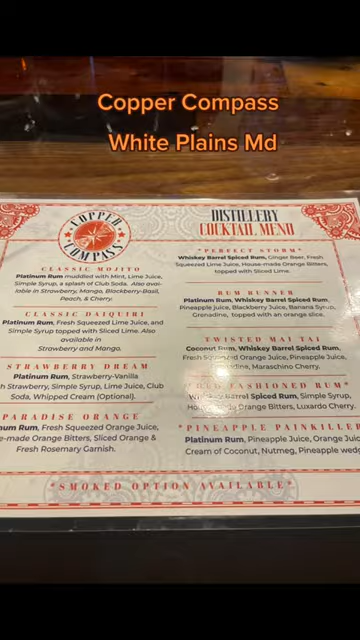 Copper Compass
White Plains Md
COPPER
COMPASS
DISTILLERY
COCKTAIL MENU
CLASSIC MOJITO
Platinum Rum muddled with Mint, Lime Juice,
Simple Syrup, a splash of Club Soda. Also avai-
lable in Strawberry, Mango, Blackberry-Basil,
Peach, & Cherry.
CLASSIC DAIQUIRI
Platinum Rum, Fresh Squeezed Lime Juice, and
Simple Syrup topped with Sliced Lime. Also
available in
Strawberry and Mango.
STRAWBERRY DREAM
Platinum Rum, Strawberry-Vanilla
h Strawberry, Simple Syrup, Lime Juice, Club
Soda, Whipped Cream (Optional).
PARADISE ORANGE
num Rum, Fresh Squeezed Orange Juice,
e-made Orange Bitters, Sliced Orange &
Fresh Rosemary Garnish.
*PERFECT STORM*
Whiskey Barrel Spiced Rum, Ginger Beer, Fresh
Squeezed Lime Juice, House-made Orange Bitters,
topped with Sliced Lime.
RUM RUNNER
Platinum Rum, Whiskey Barrel Spiced Rum,
Pineapple Juice, Blackberry Juice, Banana Syrup,
Grenadine, topped with an orange slice.
TWISTED MAI TAI
Coconut Rum, Whiskey Barrel Spiced Rum,
Fresh Squeezed Orange Juice, Pineapple Juice,
adine, Maraschino Cherry.
FASHIONED RUM*
Whiskey Barrel Spiced Rum, Simple Syrup,
Orange Bitters, Luxardo Cherry.
*PINEAPPLE PAINKILLER
Platinum Rum, Pineapple Juice, Orange Juic
Cream of Coconut, Nutmeg, Pineapple wedg
*SMOKED OPTION AVAILABLE*